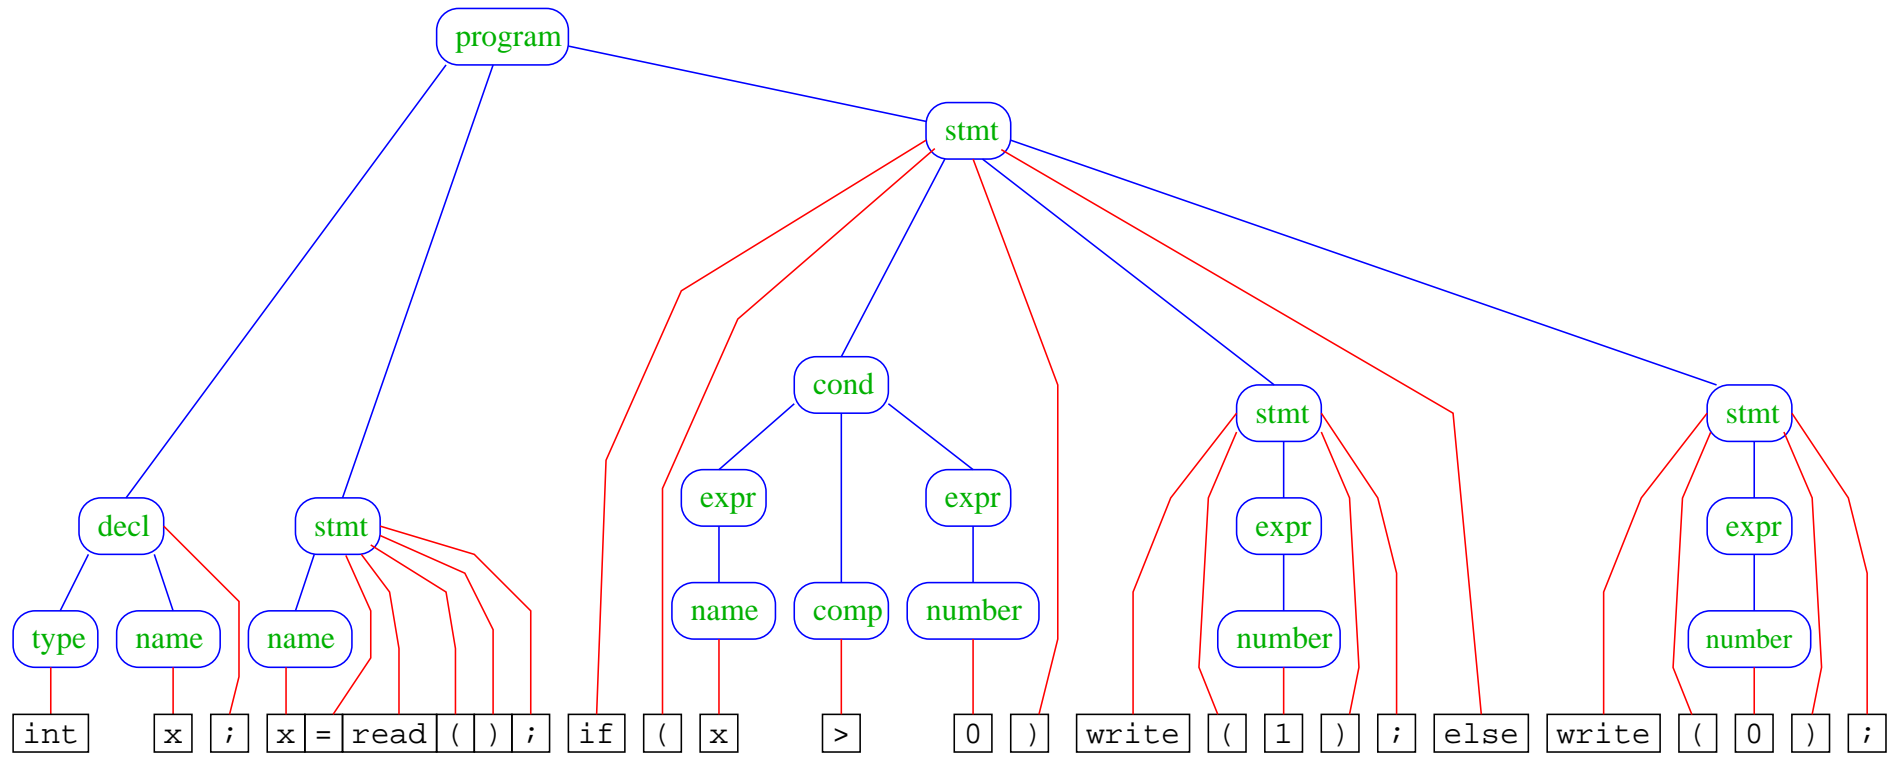 program
stmt
cond
stmt stmt
expr expr
decl stmt expr expr
name comp number
type name name number number
int x ; x = read ( ) ; if ( x > 0 ) write ( 1 ) ; else write ( 0 ) ;